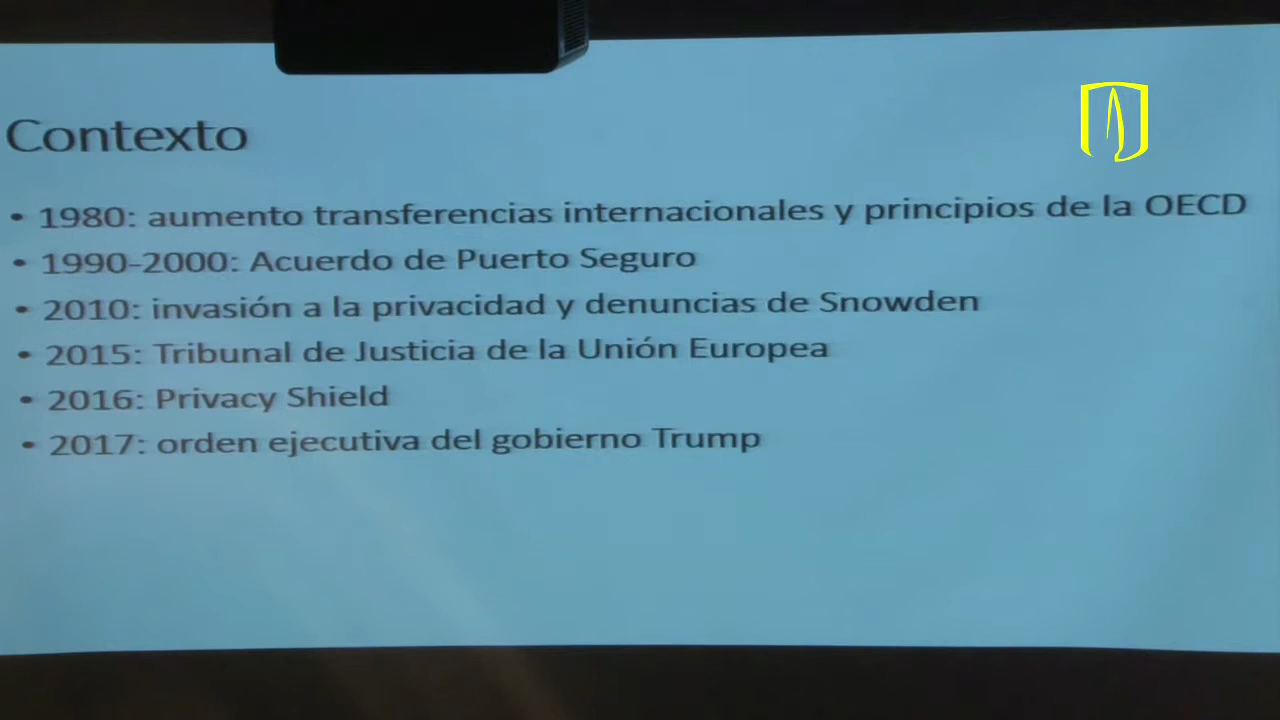 Contexto
• 1980: aumento transferencias internacionales y principios de la OECD
• 1990-2000: Acuerdo de Puerto Seguro
• 2010: invasión a la privacidad y denuncias de Snowden
• 2015: Tribunal de Justicia de la Unión Europea
• 2016: Privacy Shield
• 2017: orden ejecutiva del gobierno Trump